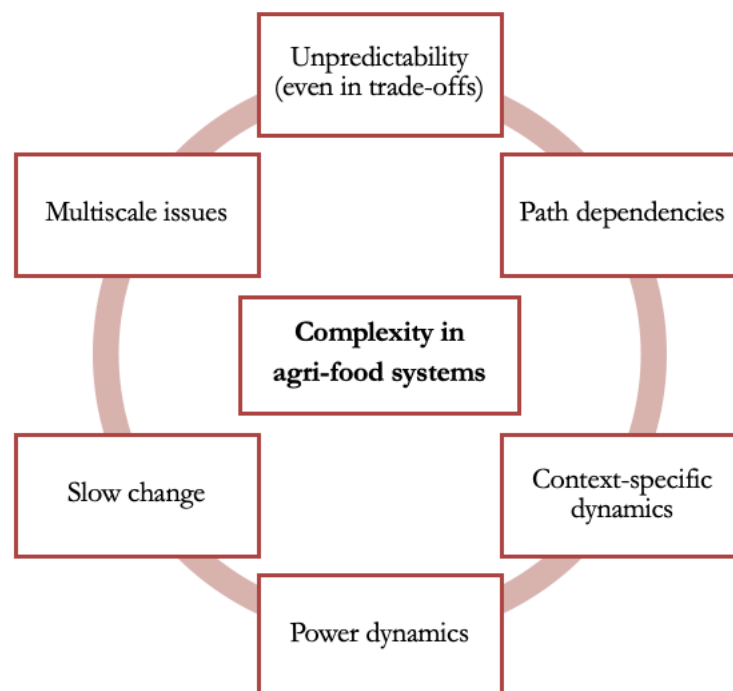 Unpredictability
(even in trade-offs)
Multiscale issues
Path dependencies
Complexity in
agri-food systems
Slow change
Context-specific
dynamics
Power dynamics